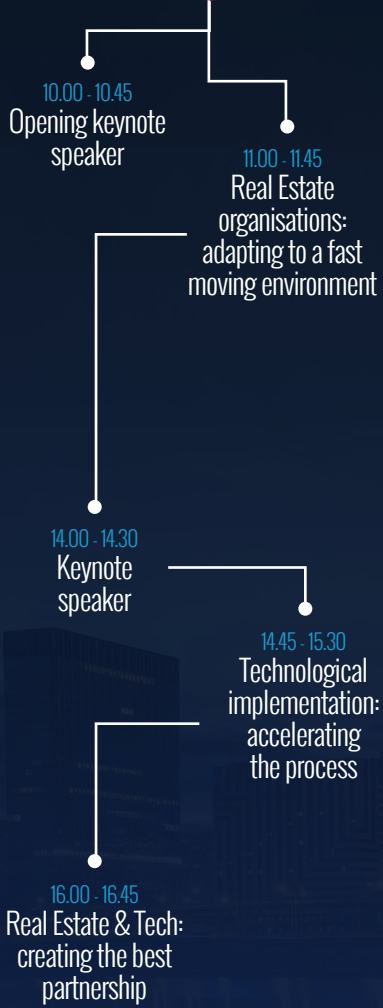 10.00 - 10.45
Opening keynote
speaker
11.00 - 11.45
Real Estate
organisations:
adapting to a fast
moving environment
14.00 - 14.30
Keynote
speaker
14.45 - 15.30
Technological
implementation:
accelerating
the process
16.00 - 16.45
Real Estate & Tech:
creating the best
partnership